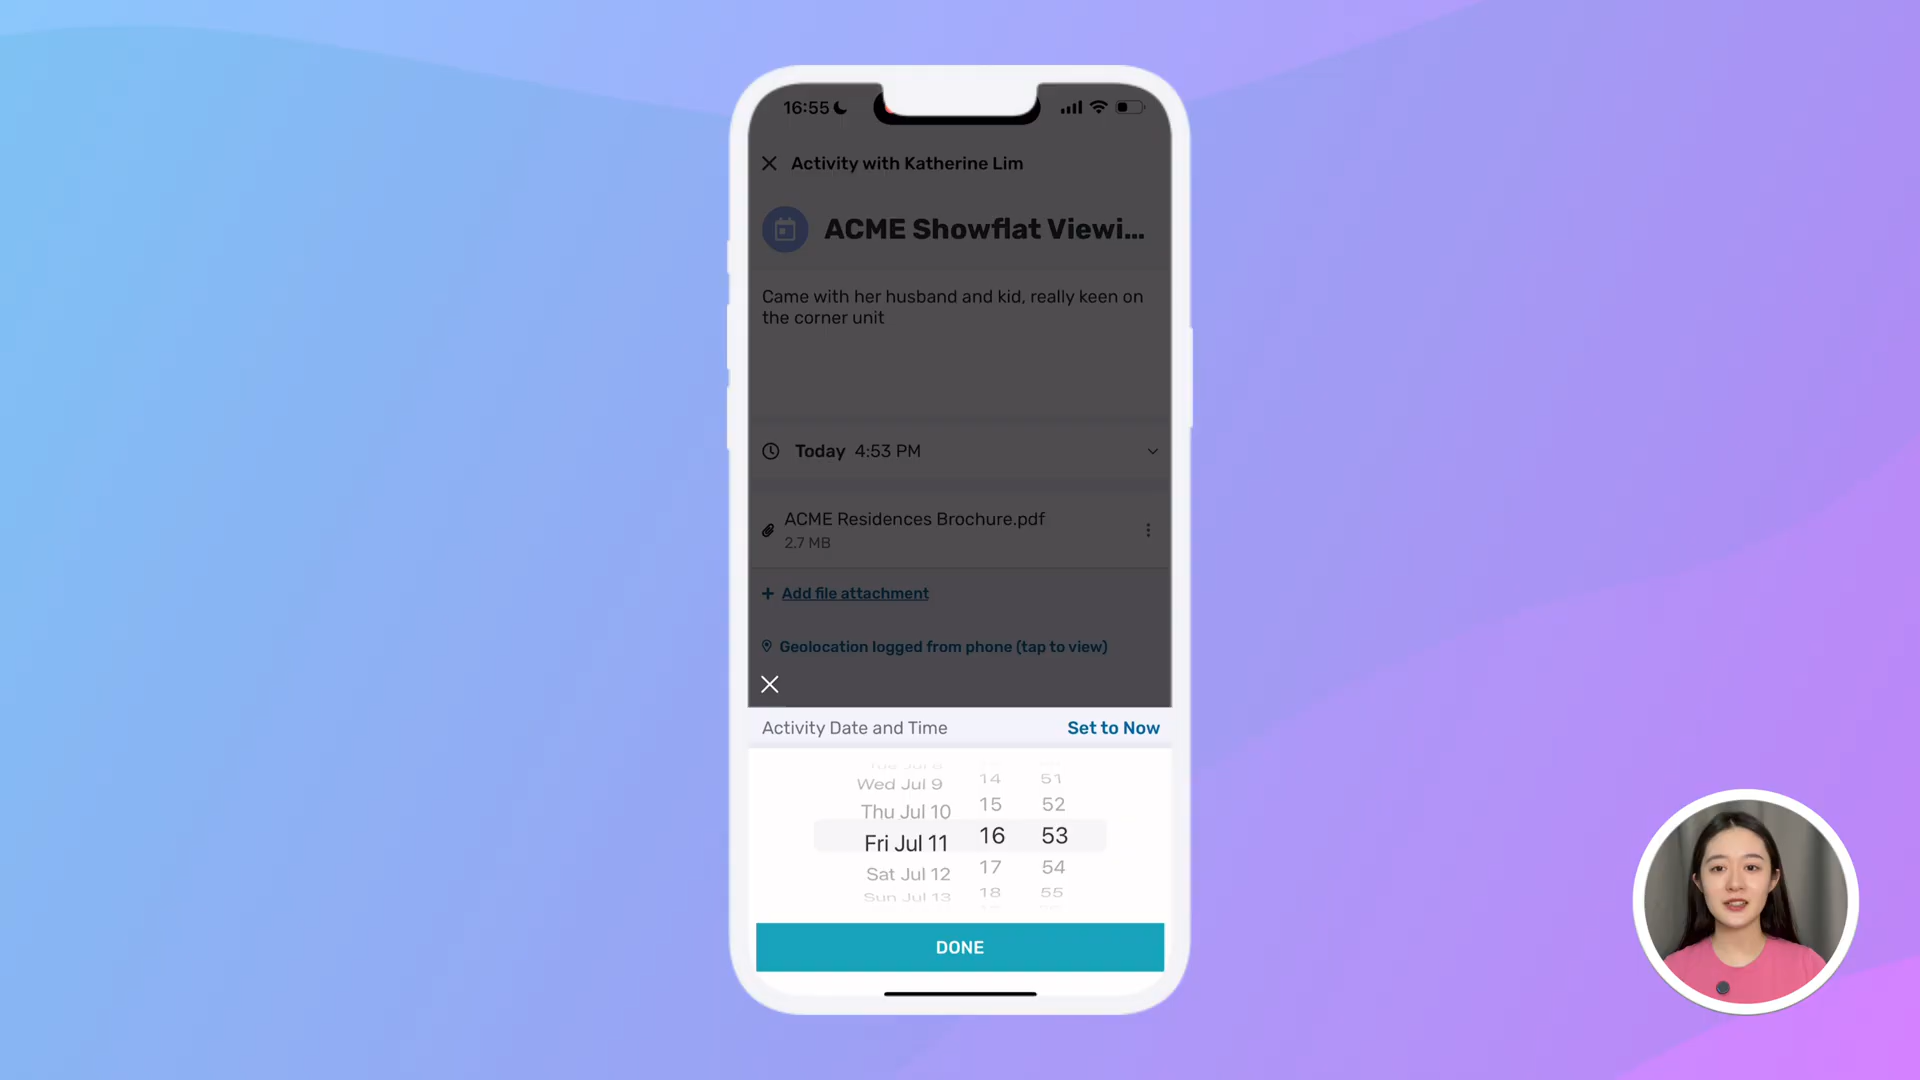 16:55
Activity with Katherine Lim
ACME Showflat Viewi...
Came with her husband and kid, really keen on
the corner unit
Today 4:53 PM
ACME Residences Brochure.pdf
2.7 MB
+ Add file attachment
Geolocation logged from phone (tap to view)
Activity Date and Time Set to Now
Tue Jul 8
Wed Jul 9 14 51
Thu Jul 10 15 52
Fri Jul 11 16 53
Sat Jul 12 17 54
Sun Jul 13 18 55
DONE